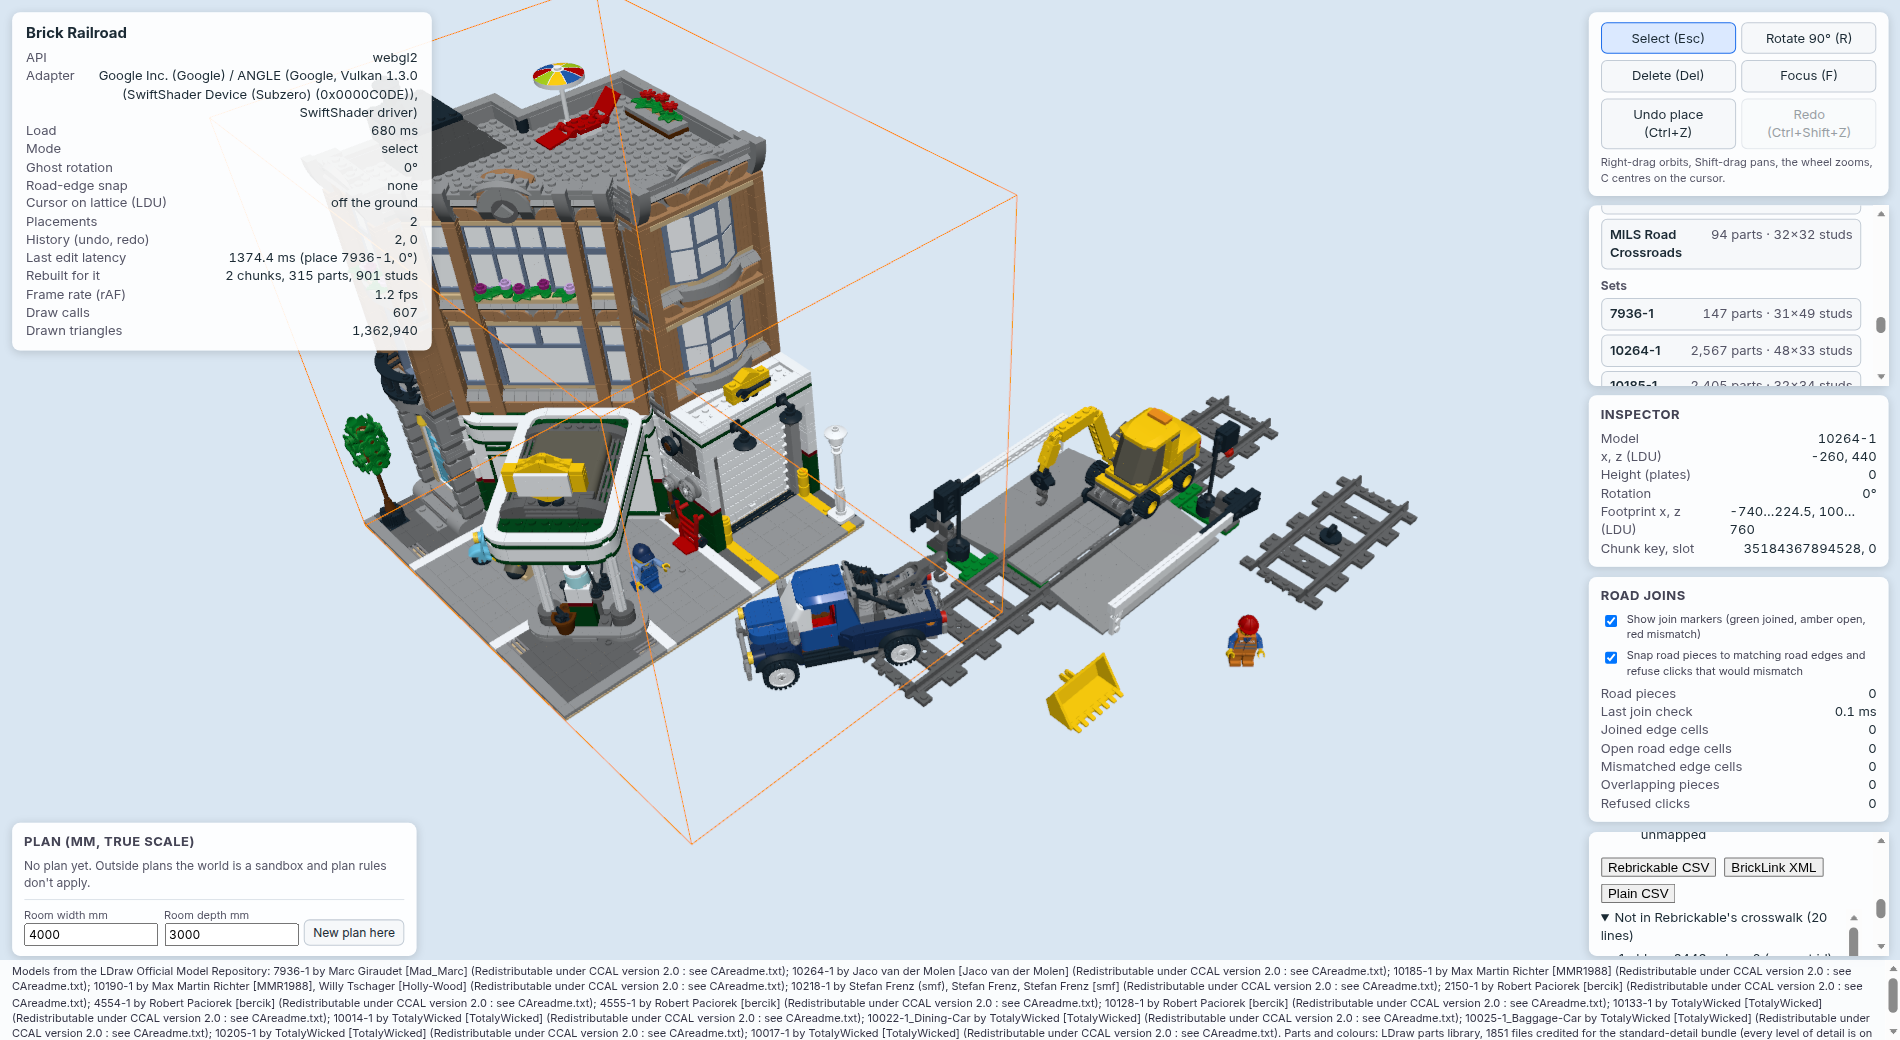 Brick Railroad
API webgl2
Adapter Google Inc. (Google) / ANGLE (Google, Vulkan 1.3.0
(SwiftShader Device (Subzero) (0x0000C0DE)),
SwiftShader driver)
Load 680 ms
Mode select
Ghost rotation 0°
Road-edge snap none
Cursor on lattice (LDU) off the ground
Placements 2
History (undo, redo) 2, 0
Last edit latency 1374.4 ms (place 7936-1, 0°)
Rebuilt for it 2 chunks, 315 parts, 901 studs
Frame rate (rAF) 1.2 fps
Draw calls 607
Drawn triangles 1,362,940
PLAN (MM, TRUE SCALE)
No plan yet. Outside plans the world is a sandbox and plan rules
don't apply.
Room width mm Room depth mm
4000 3000 New plan here
Select (Esc) Rotate 90° (R)
Delete (Del) Focus (F)
Undo place Redo
(Ctrl+Z) (Ctrl+Shift+Z)
Right-drag orbits, Shift-drag pans, the wheel zooms,
C centres on the cursor.
MILS Road 94 parts · 32×32 studs
Crossroads
Sets
7936-1 147 parts · 31×49 studs
10264-1 2,567 parts · 48×33 studs
10185-1 2,405 parts · 32×34 studs
INSPECTOR
Model 10264-1
x, z (LDU) -260, 440
Height (plates) 0
Rotation 0°
Footprint x, z -740…224.5, 100…
(LDU) 760
Chunk key, slot 35184367894528, 0
ROAD JOINS
Show join markers (green joined, amber open,
red mismatch)
Snap road pieces to matching road edges and
refuse clicks that would mismatch
Road pieces 0
Last join check 0.1 ms
Joined edge cells 0
Open road edge cells 0
Mismatched edge cells 0
Overlapping pieces 0
Refused clicks 0
unmapped
Rebrickable CSV BrickLink XML
Plain CSV
▼ Not in Rebrickable's crosswalk (20
lines)
Models from the LDraw Official Model Repository: 7936-1 by Marc Giraudet [Mad_Marc] (Redistributable under CCAL version 2.0 : see CAreadme.txt); 10264-1 by Jaco van der Molen [Jaco van der Molen] (Redistributable under CCAL version 2.0 : see CAreadme.txt); 10185-1 by Max Martin Richter [MMR1988] (Redistributable under CCAL version 2.0 : see
CAreadme.txt); 10190-1 by Max Martin Richter [MMR1988], Willy Tschager [Holly-Wood] (Redistributable under CCAL version 2.0 : see CAreadme.txt); 10218-1 by Stefan Frenz (smf), Stefan Frenz, Stefan Frenz [smf] (Redistributable under CCAL version 2.0 : see CAreadme.txt); 2150-1 by Robert Paciorek [bercik] (Redistributable under CCAL version 2.0 : see
CAreadme.txt); 4554-1 by Robert Paciorek [bercik] (Redistributable under CCAL version 2.0 : see CAreadme.txt); 4555-1 by Robert Paciorek [bercik] (Redistributable under CCAL version 2.0 : see CAreadme.txt); 10128-1 by Robert Paciorek [bercik] (Redistributable under CCAL version 2.0 : see CAreadme.txt); 10133-1 by TotalyWicked [TotalyWicked]
(Redistributable under CCAL version 2.0 : see CAreadme.txt); 10014-1 by TotalyWicked [TotalyWicked] (Redistributable under CCAL version 2.0 : see CAreadme.txt); 10022-1_Dining-Car by TotalyWicked [TotalyWicked] (Redistributable under CCAL version 2.0 : see CAreadme.txt); 10025-1_Baggage-Car by TotalyWicked [TotalyWicked] (Redistributable under
CCAL version 2.0 : see CAreadme.txt); 10205-1 by TotalyWicked [TotalyWicked] (Redistributable under CCAL version 2.0 : see CAreadme.txt); 10017-1 by TotalyWicked [TotalyWicked] (Redistributable under CCAL version 2.0 : see CAreadme.txt). Parts and colours: LDraw parts library, 1851 files credited for the standard-detail bundle (every level of detail is on